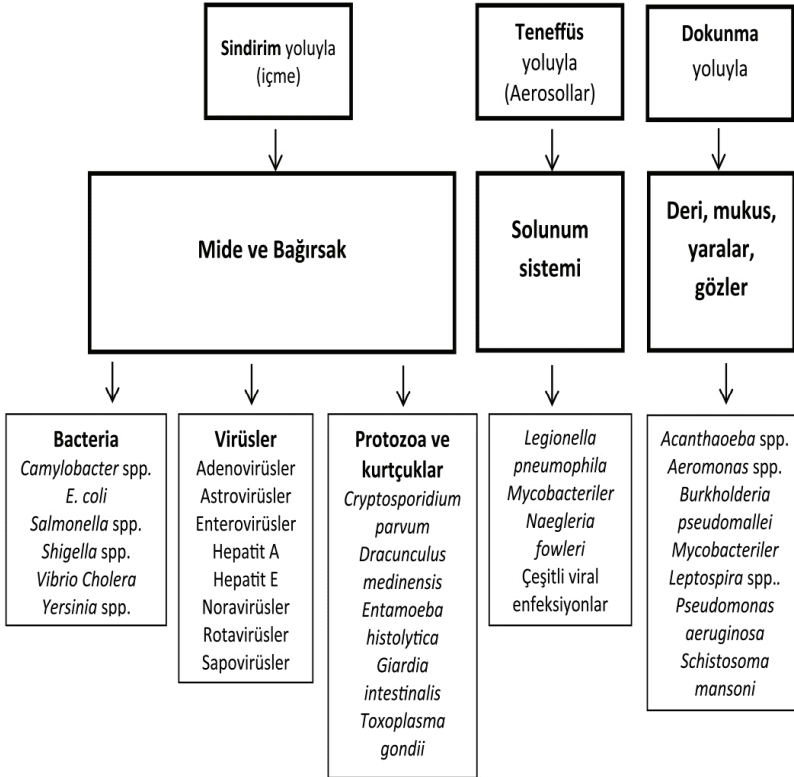 Sindirim yoluyla
(içme)
Teneffüs
yoluyla
(Aerosollar)
Dokunma
yoluyla
Mide ve Bağırsak
Solunum
sistemi
Deri, mukus,
yaralar,
gözler
Bacteria
Camylobacter spp.
E. coli
Salmonella spp.
Shigella spp.
Vibrio Cholera
Yersinia spp.
Virüsler
Adenovirüsler
Astrovirüsler
Enterovirüsler
Hepatit A
Hepatit E
Noravirüsler
Rotavirüsler
Sapovirüsler
Protozoa ve
kurtçuklar
Cryptosporidium
parvum
Dracunculus
medinensis
Entamoeba
histolytica
Giardia
intestinalis
Toxoplasma
gondii
Legionella
pneumophila
Mycobacteriler
Naegleria
fowleri
Çeşitli viral
enfeksiyonlar
Acanthaoeba spp.
Aeromonas spp.
Burkholderia
pseudomallei
Mycobacteriler
Leptospira spp..
Pseudomonas
aeruginosa
Schistosoma
mansoni